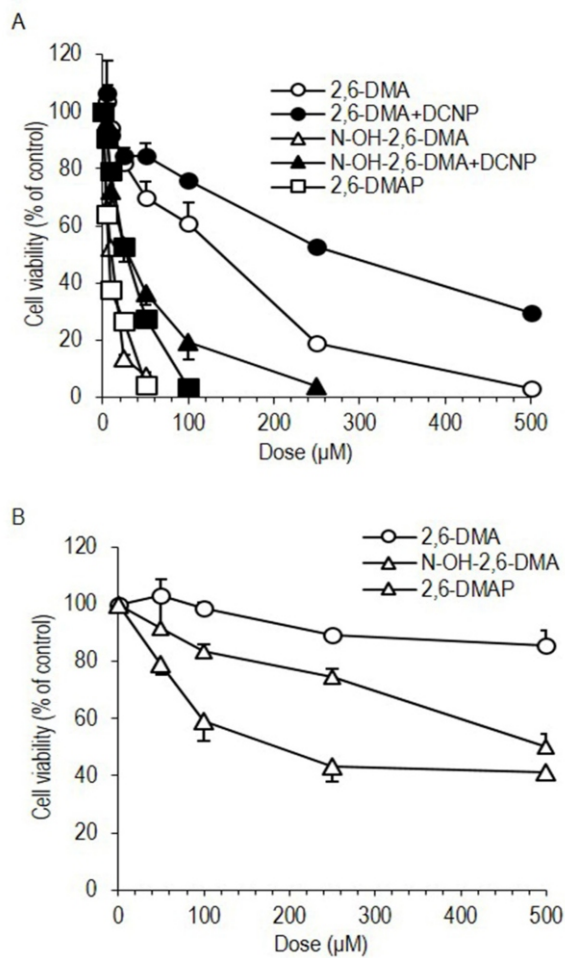 A
120
100
80
60
40
20
0
Cell viability (% of control)
2,6-DMA
2,6-DMA+DCNP
N-OH-2,6-DMA
N-OH-2,6-DMA+DCNP
2,6-DMAP
0 100 200 300 400 500
Dose (µM)
B
120
100
80
60
40
20
0
Cell viability (% of control)
2,6-DMA
N-OH-2,6-DMA
2,6-DMAP
0 100 200 300 400 500
Dose (µM)